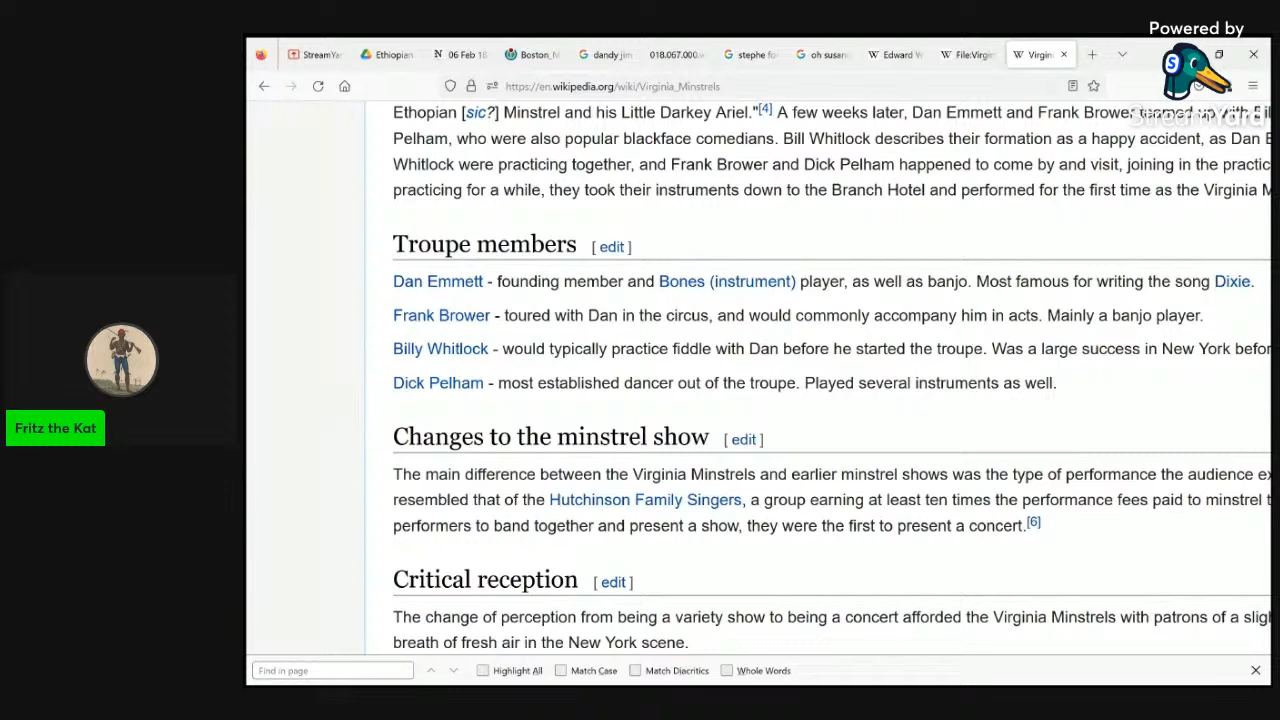 Powered by
StreamYard
StreamYar
Ethiopian
06 Feb 18
Boston_M
dandy jim
018.067.000.
stephe fo
oh susan
Edward W
File:Virgin
Virgin
https://en.wikipedia.org/wiki/Virginia_Minstrels
Ethopian [sic?] Minstrel and his Little Darkey Ariel."[4] A few weeks later, Dan Emmett and Frank Brower teamed up with Bil
Pelham, who were also popular blackface comedians. Bill Whitlock describes their formation as a happy accident, as Dan E
Whitlock were practicing together, and Frank Brower and Dick Pelham happened to come by and visit, joining in the practic
practicing for a while, they took their instruments down to the Branch Hotel and performed for the first time as the Virginia M
Troupe members [ edit ]
Dan Emmett - founding member and Bones (instrument) player, as well as banjo. Most famous for writing the song Dixie.
Frank Brower - toured with Dan in the circus, and would commonly accompany him in acts. Mainly a banjo player.
Billy Whitlock - would typically practice fiddle with Dan before he started the troupe. Was a large success in New York befor
Dick Pelham - most established dancer out of the troupe. Played several instruments as well.
Changes to the minstrel show [ edit ]
The main difference between the Virginia Minstrels and earlier minstrel shows was the type of performance the audience ex
resembled that of the Hutchinson Family Singers, a group earning at least ten times the performance fees paid to minstrel t
performers to band together and present a show, they were the first to present a concert.[6]
Critical reception [ edit ]
The change of perception from being a variety show to being a concert afforded the Virginia Minstrels with patrons of a sligh
breath of fresh air in the New York scene.
Find in page
Highlight All
Match Case
Match Diacritics
Whole Words
Fritz the Kat